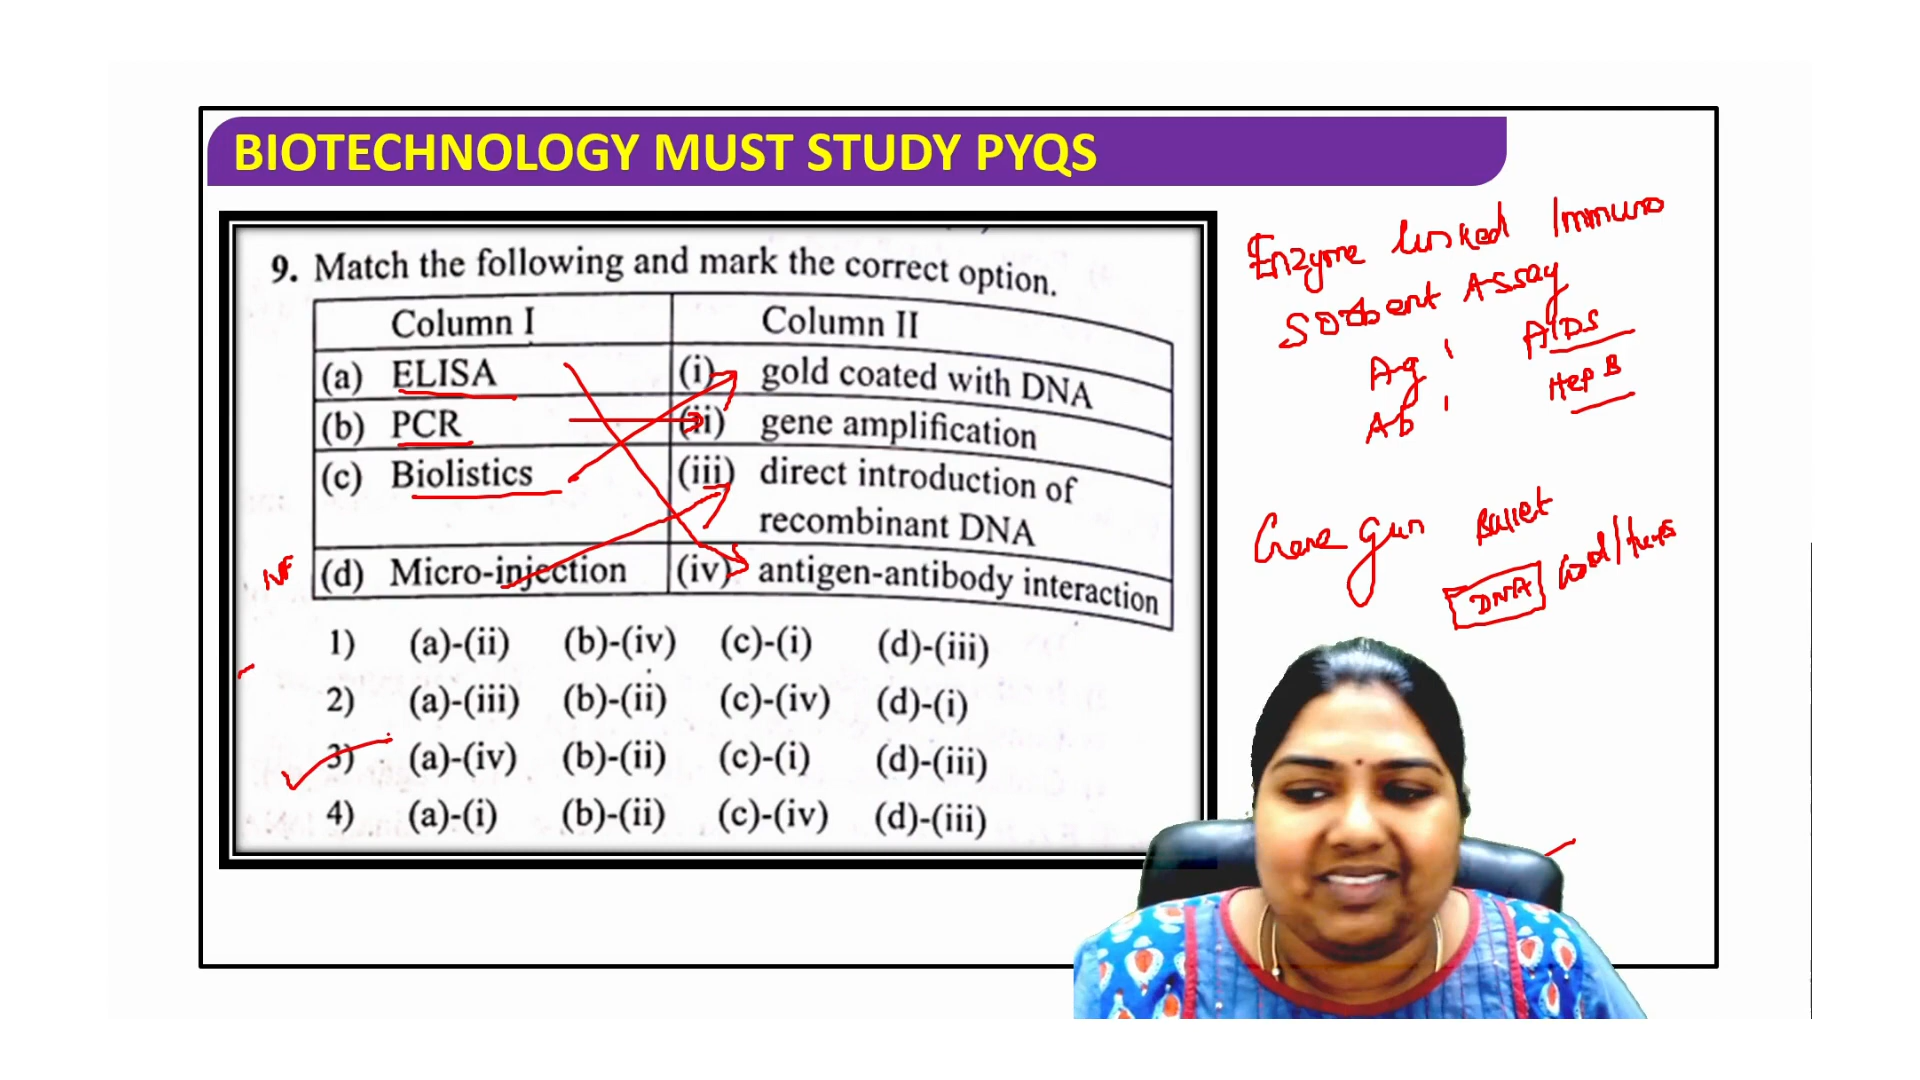 BIOTECHNOLOGY MUST STUDY PYQS
9. Match the following and mark the correct option.
Column I Column II
(a) ELISA (i) gold coated with DNA
(b) PCR (ii) gene amplification
(c) Biolistics (iii) direct introduction of
recombinant DNA
(d) Micro-injection (iv) antigen-antibody interaction
1) (a)-(ii) (b)-(iv) (c)-(i) (d)-(iii)
2) (a)-(iii) (b)-(ii) (c)-(iv) (d)-(i)
3) (a)-(iv) (b)-(ii) (c)-(i) (d)-(iii)
4) (a)-(i) (b)-(ii) (c)-(iv) (d)-(iii)
Enzyme linked Immuno
Sorbent Assay
Ag AIDS
Ab Hep B
Gene gun Bullet
DNA